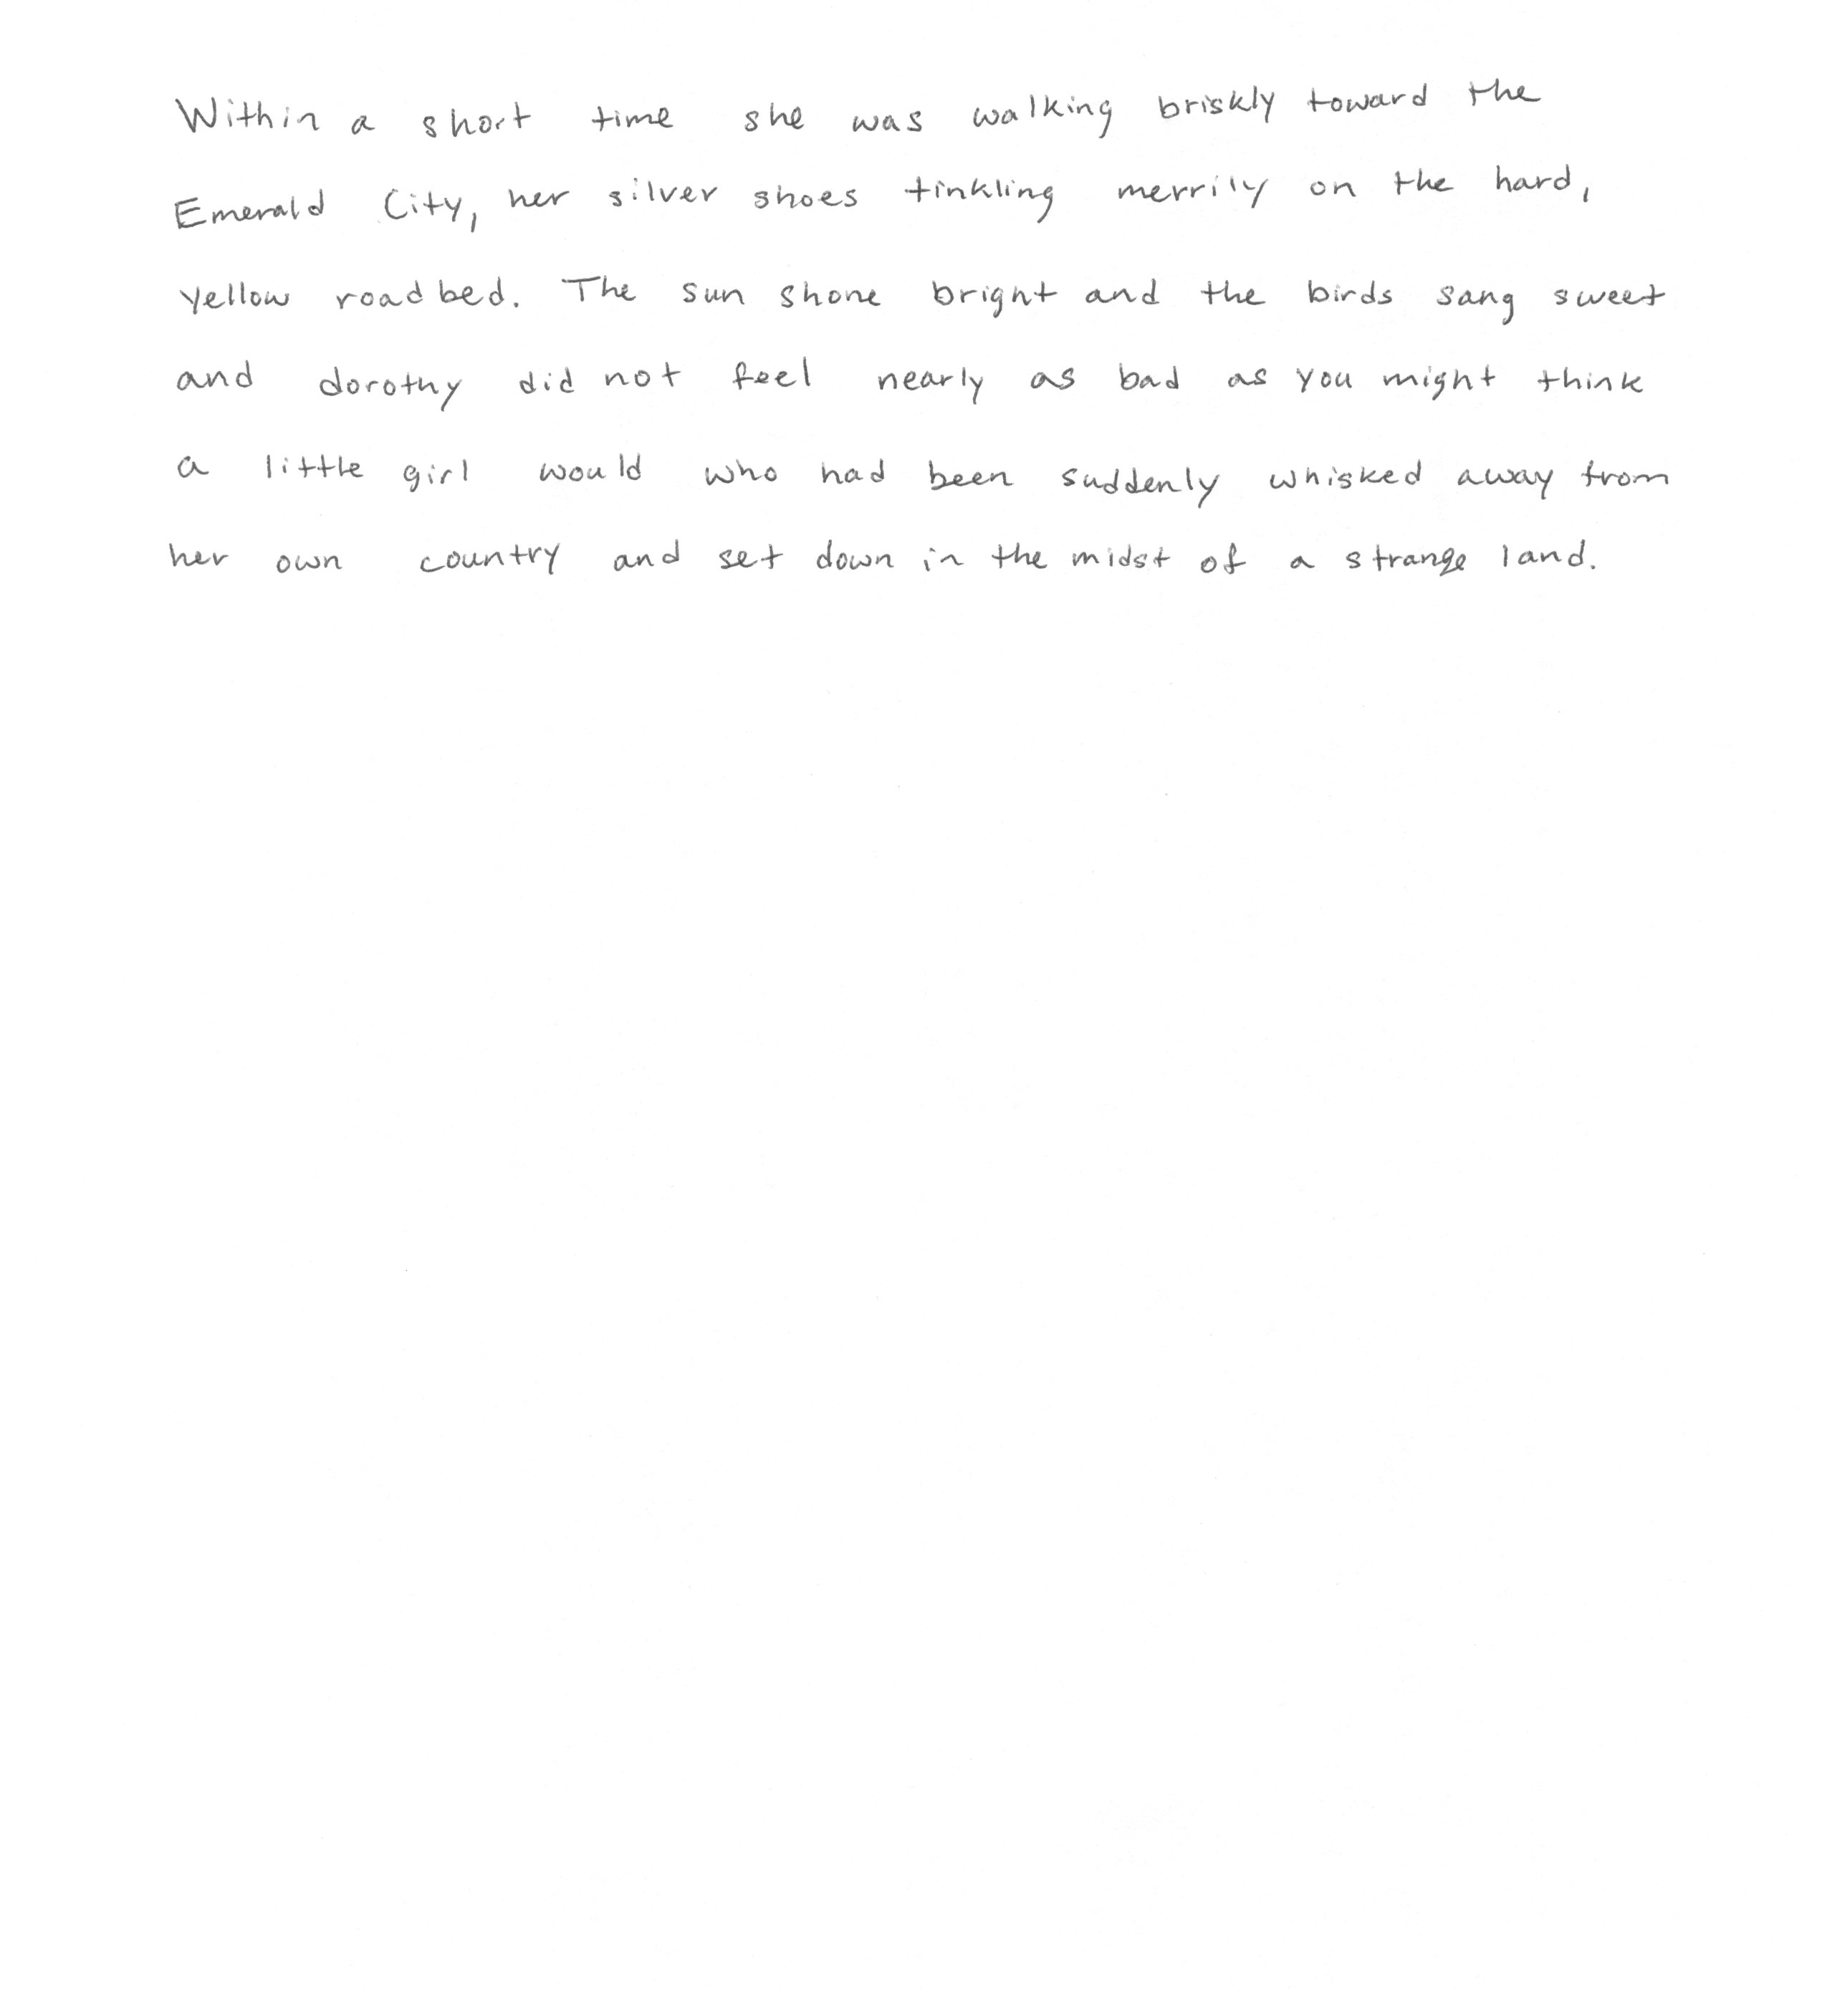 Within a short time she was walking briskly toward the
Emerald City, her silver shoes tinkling merrily on the hard,
yellow roadbed. The sun shone bright and the birds sang sweet
and dorothy did not feel nearly as bad as you might think
a little girl would who had been suddenly whisked away from
her own country and set down in the midst of a strange land.